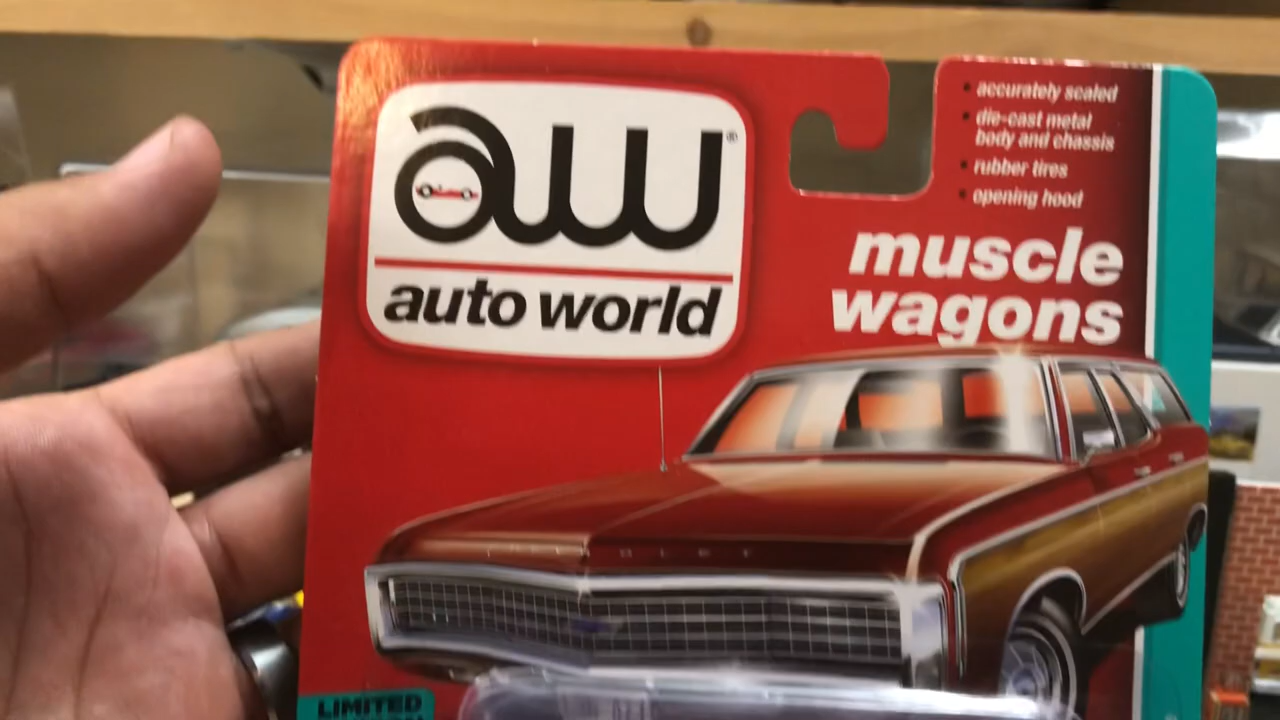 aw®
auto world
• accurately scaled
• die-cast metal
body and chassis
• rubber tires
• opening hood
muscle
wagons
LIMITED